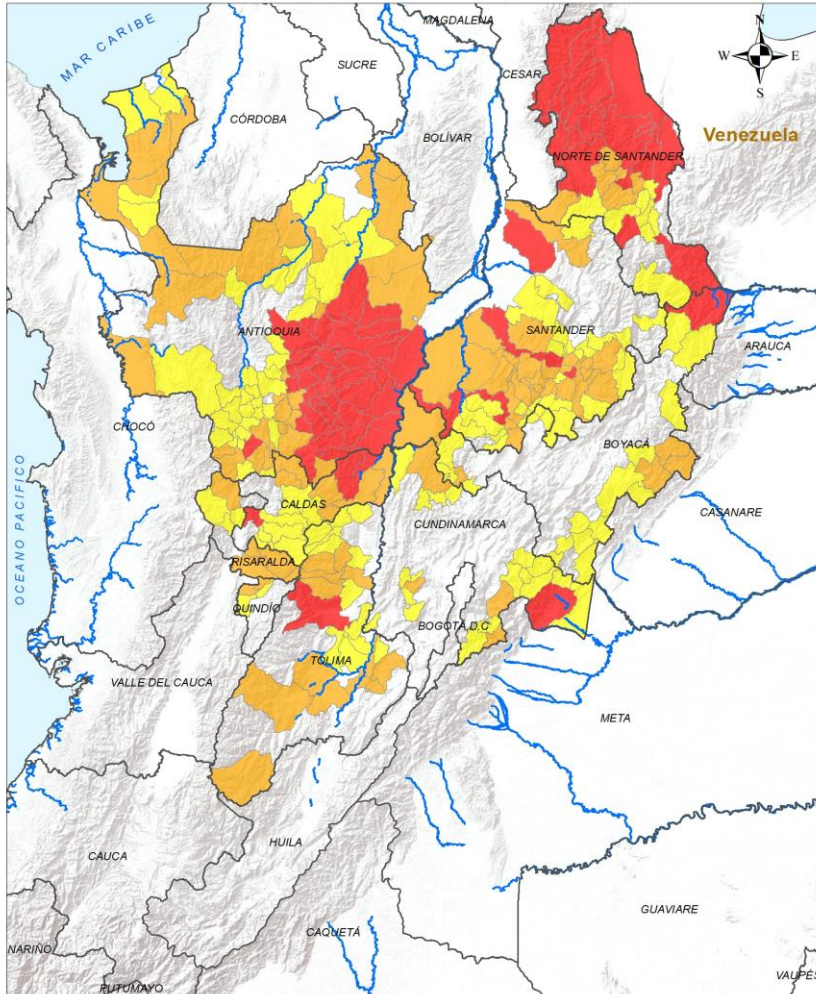 MAGDALENA
MAR CARIBE
N
W E
S
SUCRE
CESAR
CÓRDOBA
BOLÍVAR
Venezuela
NORTE DE SANTANDER
ANTIOQUIA
SANTANDER
ARAUCA
CHOCÓ
BOYACÁ
OCEANO PACIFICO
CALDAS
CUNDINAMARCA
CASANARE
RISARALDA
QUINDÍO
BOGOTÁ, D.C
TOLIMA
VALLE DEL CAUCA
META
HUILA
CAUCA
GUAVIARE
CAQUETÁ
NARIÑO
VAUPÉS
PUTUMAYO